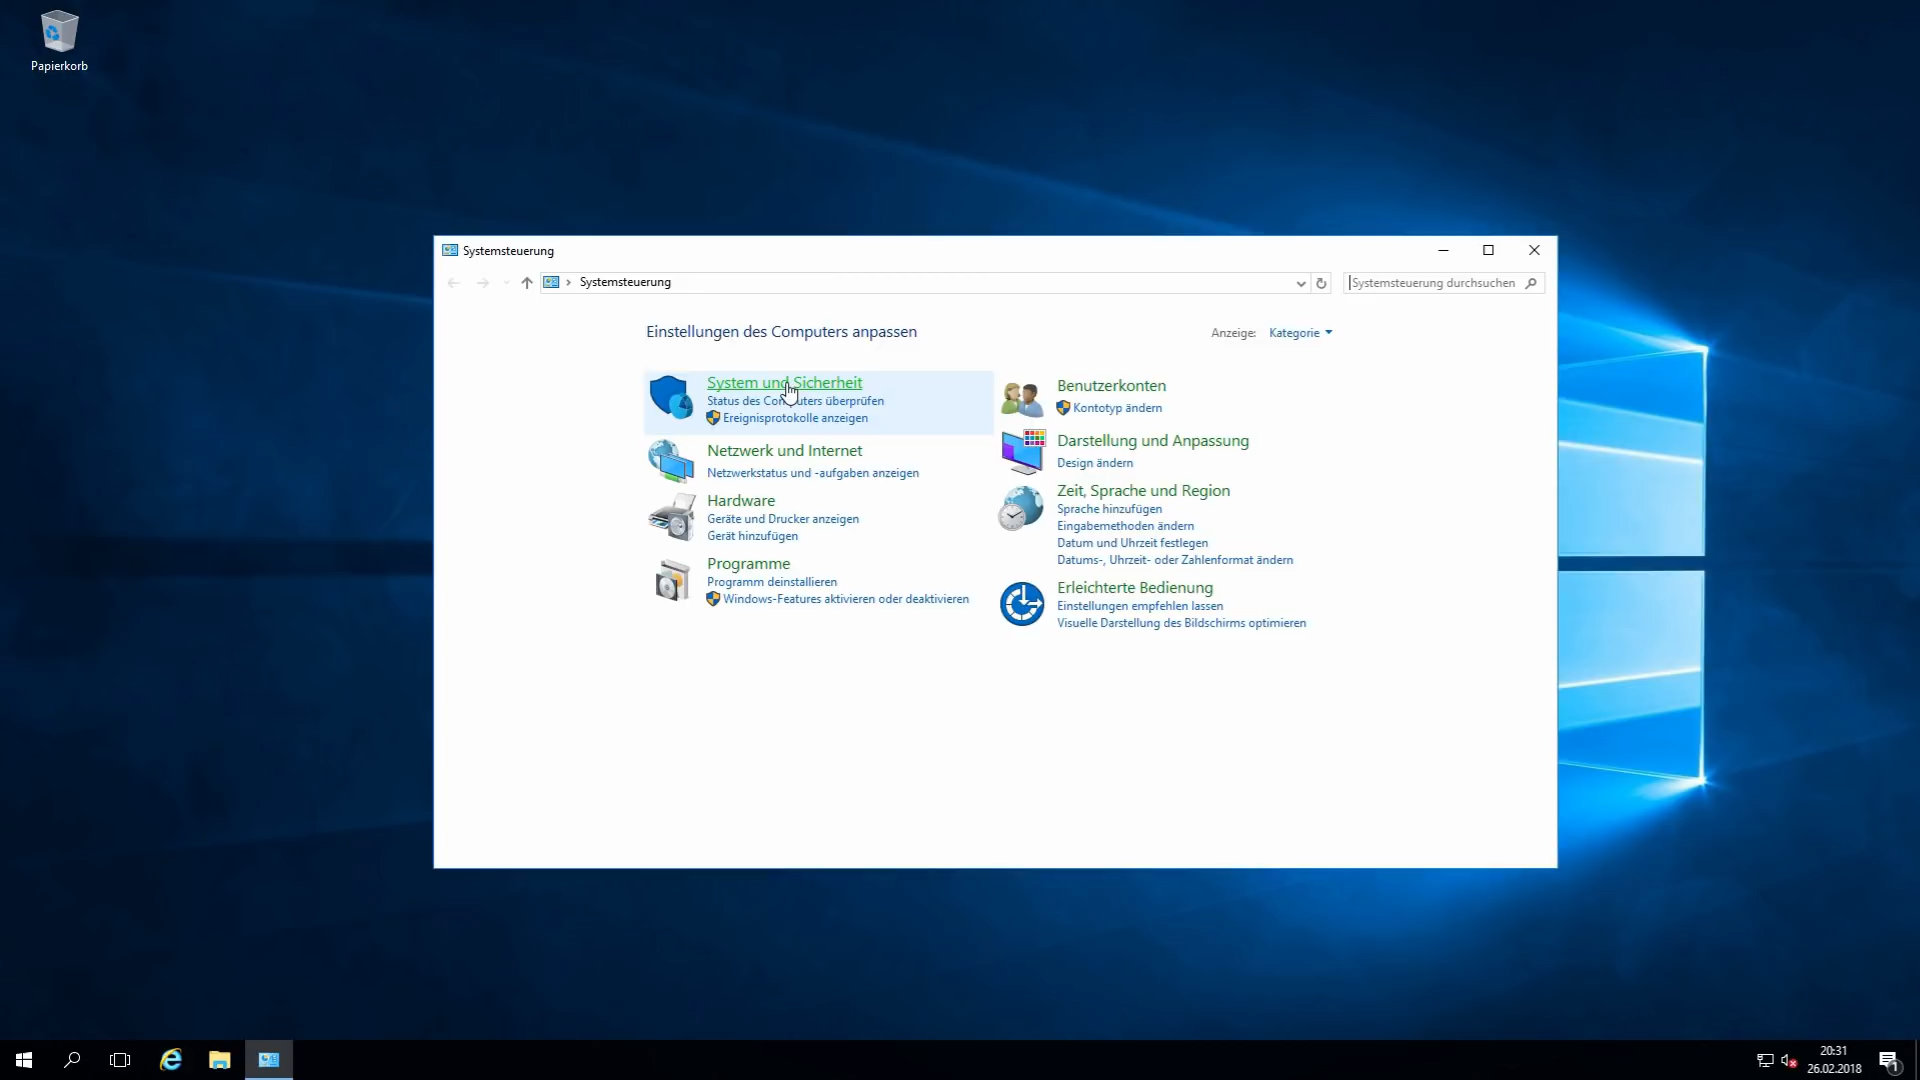 Papierkorb
Systemsteuerung
Systemsteuerung
Systemsteuerung durchsuchen
Einstellungen des Computers anpassen
Anzeige: Kategorie
System und Sicherheit
Status des Computers überprüfen
Ereignisprotokolle anzeigen
Netzwerk und Internet
Netzwerkstatus und -aufgaben anzeigen
Hardware
Geräte und Drucker anzeigen
Gerät hinzufügen
Programme
Programm deinstallieren
Windows-Features aktivieren oder deaktivieren
Benutzerkonten
Kontotyp ändern
Darstellung und Anpassung
Design ändern
Zeit, Sprache und Region
Sprache hinzufügen
Eingabemethoden ändern
Datum und Uhrzeit festlegen
Datums-, Uhrzeit- oder Zahlenformat ändern
Erleichterte Bedienung
Einstellungen empfehlen lassen
Visuelle Darstellung des Bildschirms optimieren
20:31
26.02.2018
1